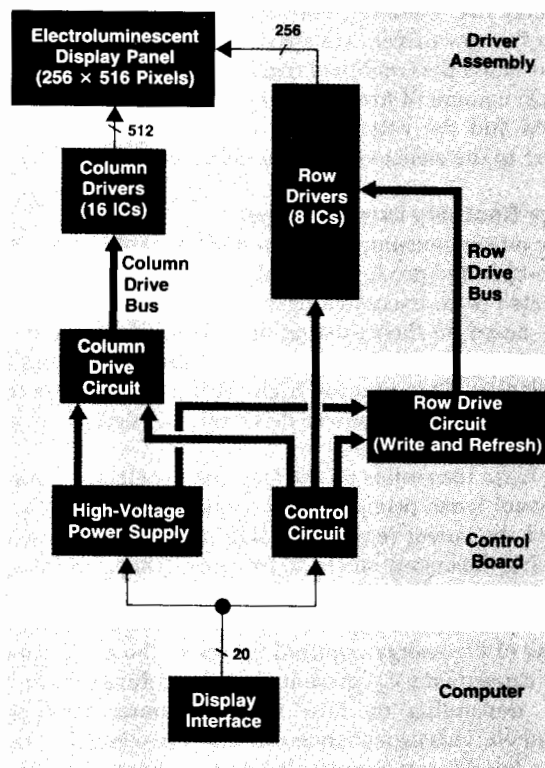 Electroluminescent
Display Panel
(256 × 516 Pixels)
256
Driver
Assembly
512
Column
Drivers
(16 ICs)
Row
Drivers
(8 ICs)
Column
Drive
Bus
Row
Drive
Bus
Column
Drive
Circuit
Row Drive
Circuit
(Write and Refresh)
High-Voltage
Power Supply
Control
Circuit
Control
Board
20
Display
Interface
Computer